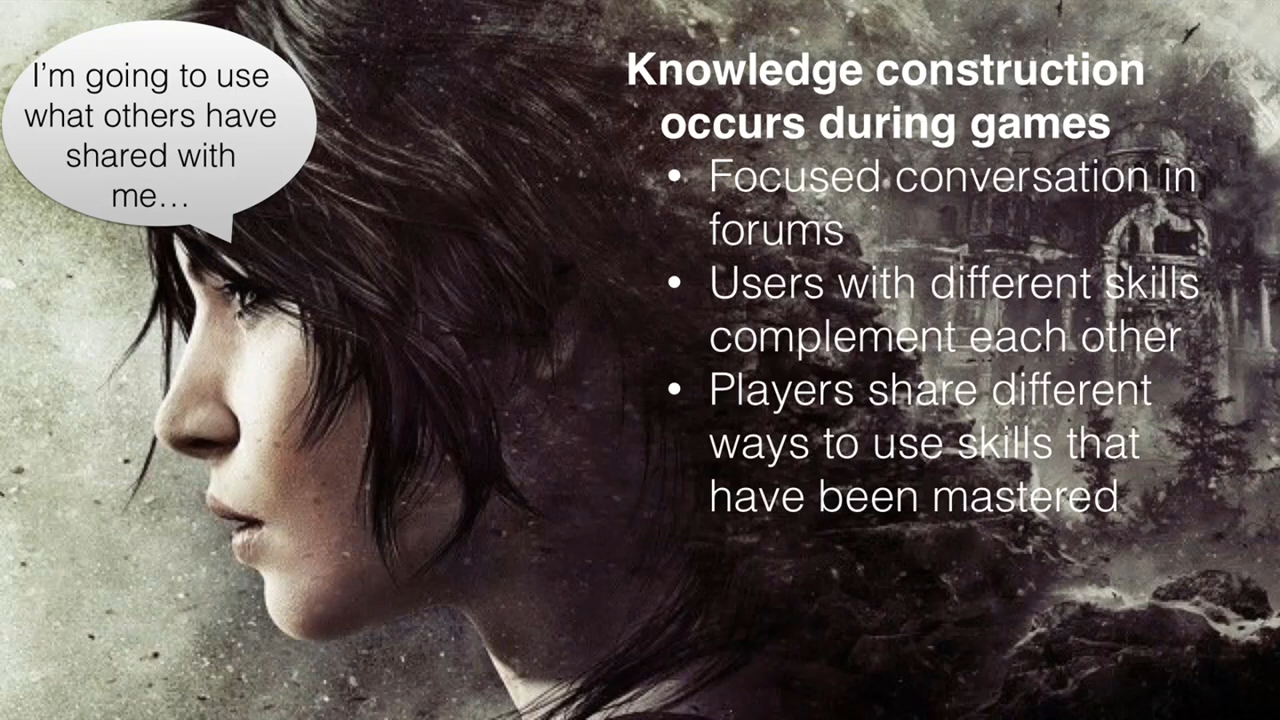 I'm going to use
what others have
shared with
me…
Knowledge construction
occurs during games
• Focused conversation in
forums
• Users with different skills
complement each other
• Players share different
ways to use skills that
have been mastered